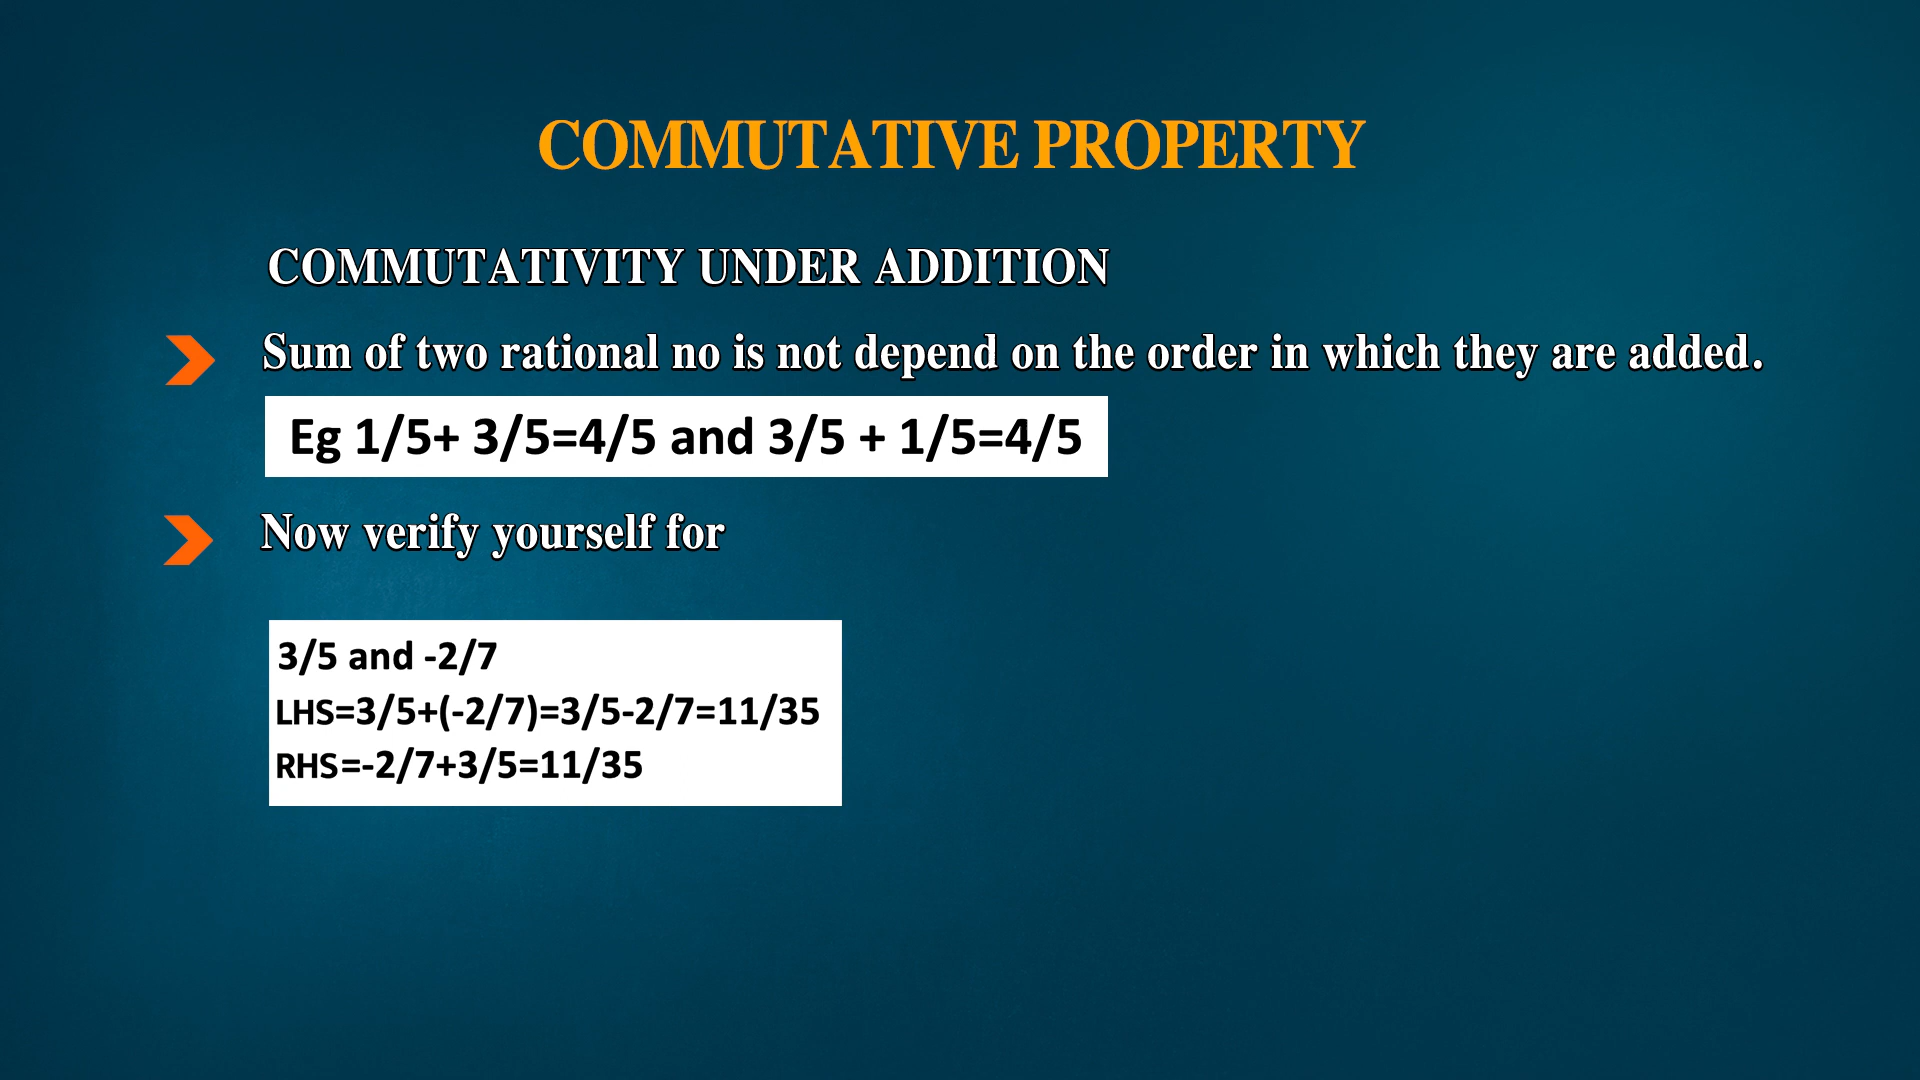 COMMUTATIVE PROPERTY
COMMUTATIVITY UNDER ADDITION
Sum of two rational no is not depend on the order in which they are added.
Eg 1/5+ 3/5=4/5 and 3/5 + 1/5=4/5
Now verify yourself for
3/5 and -2/7
LHS=3/5+(-2/7)=3/5-2/7=11/35
RHS=-2/7+3/5=11/35